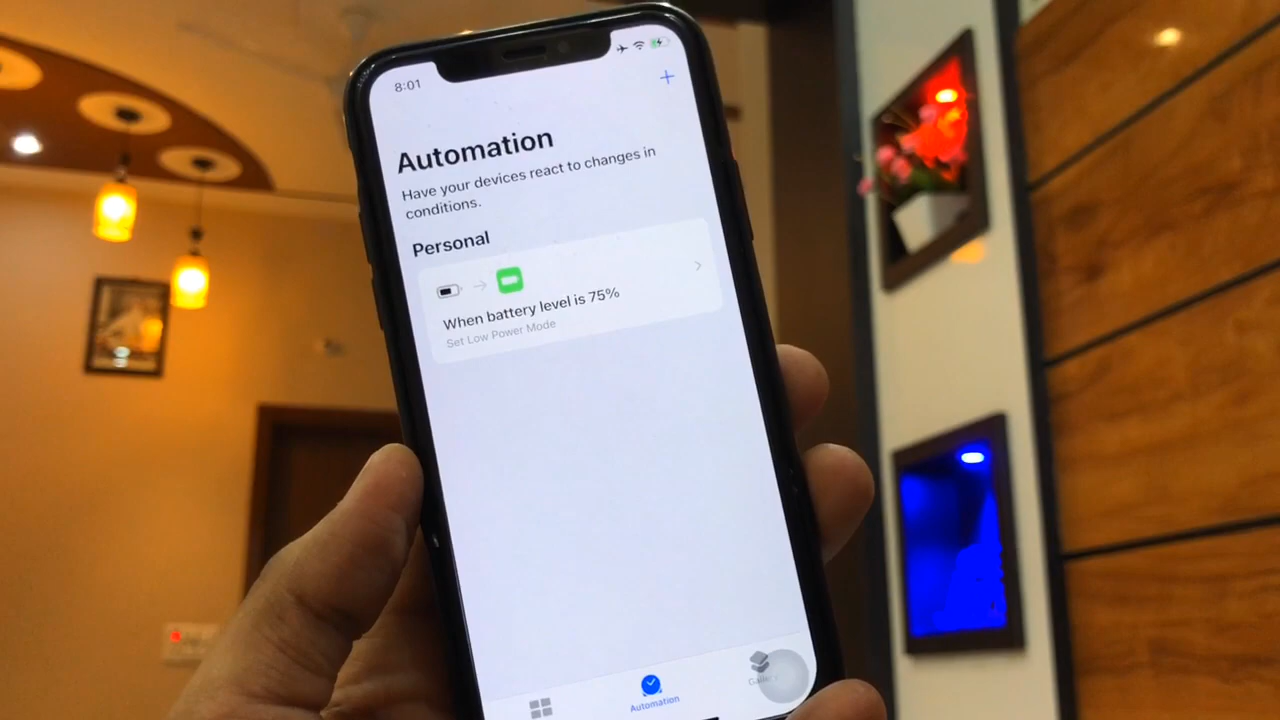 8:01
Automation
Have your devices react to changes in
conditions.
Personal
When battery level is 75%
Set Low Power Mode
Automation